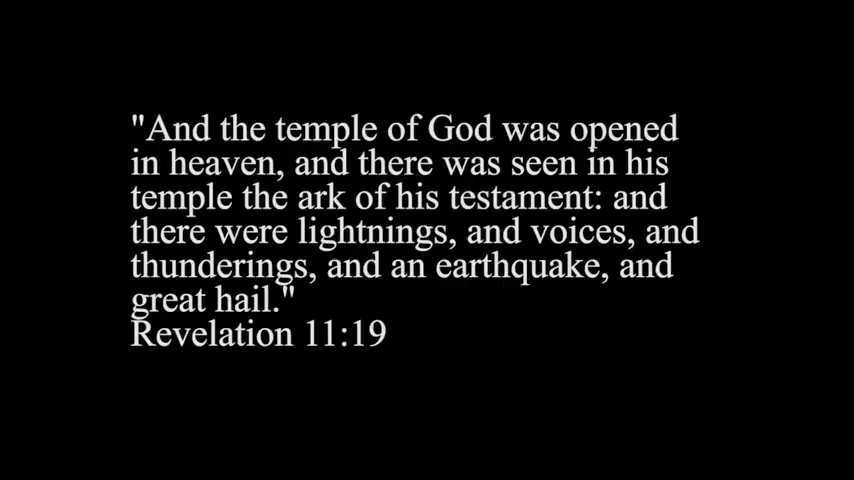 "And the temple of God was opened
in heaven, and there was seen in his
temple the ark of his testament: and
there were lightnings, and voices, and
thunderings, and an earthquake, and
great hail."
Revelation 11:19